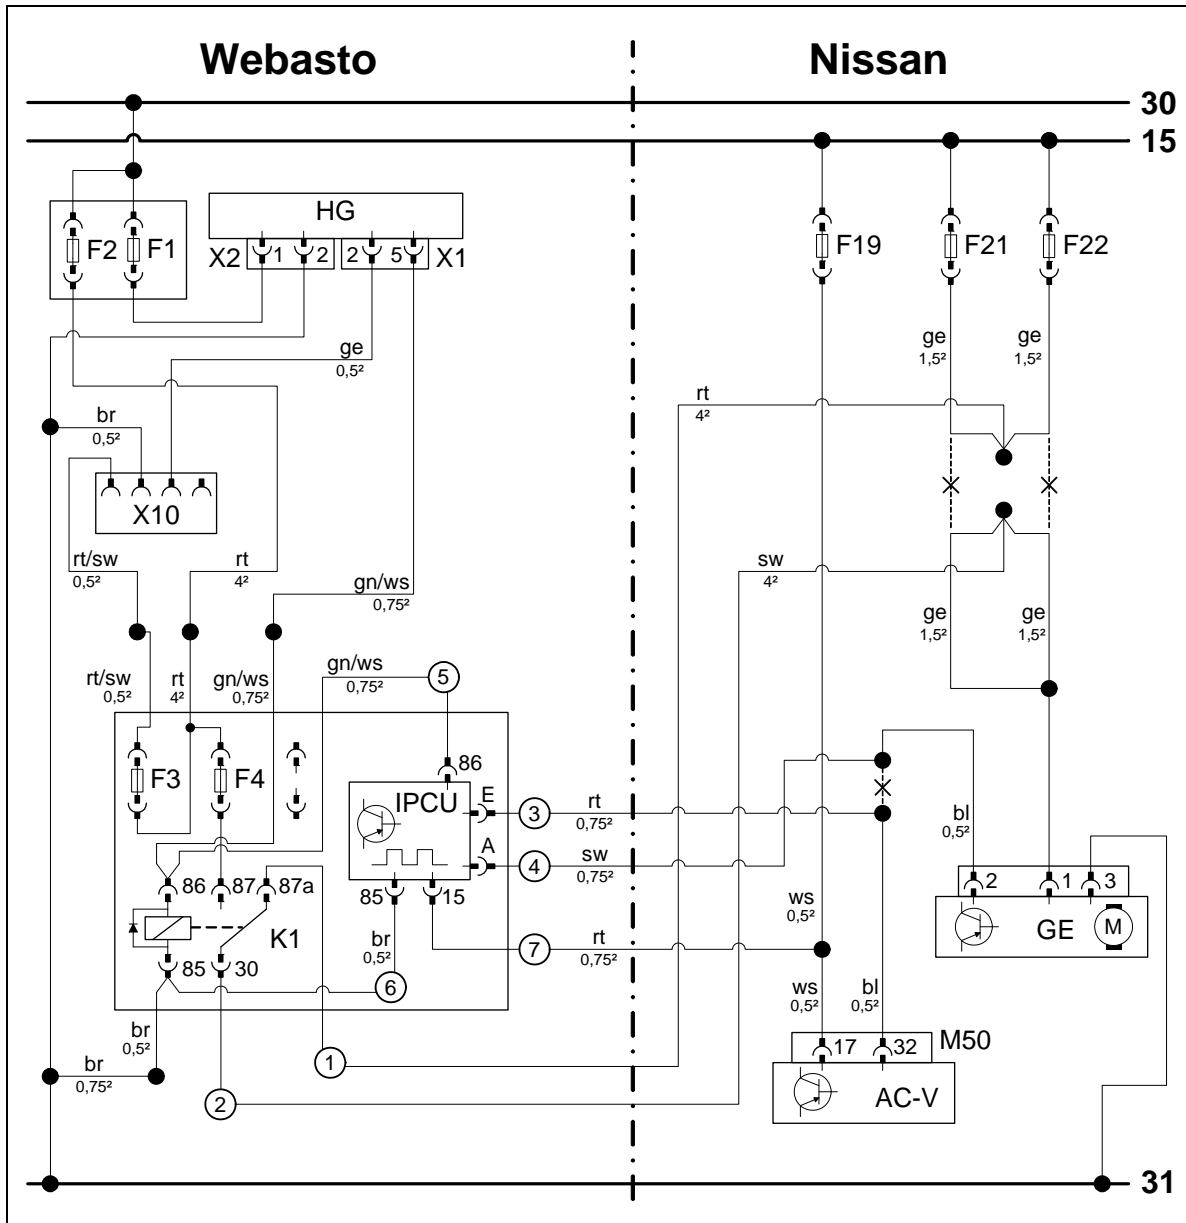 Webasto
Nissan
30
15
HG
F2
F1
X2
1
2
2
5
X1
F19
F21
F22
ge
0,5²
ge
1,5²
ge
1,5²
rt
4²
br
0,5²
X10
rt/sw
0,5²
rt
4²
gn/ws
0,75²
sw
4²
ge
1,5²
ge
1,5²
rt/sw
0,5²
rt
4²
gn/ws
0,75²
gn/ws
0,75²
5
86
F3
F4
IPCU
E
3
rt
0,75²
A
4
sw
0,75²
bl
0,5²
86
87
87a
85
15
2
1
3
K1
ws
0,5²
GE
M
br
0,5²
7
rt
0,75²
85
30
6
ws
0,5²
bl
0,5²
br
0,5²
17
32
M50
br
0,75²
1
AC-V
2
31